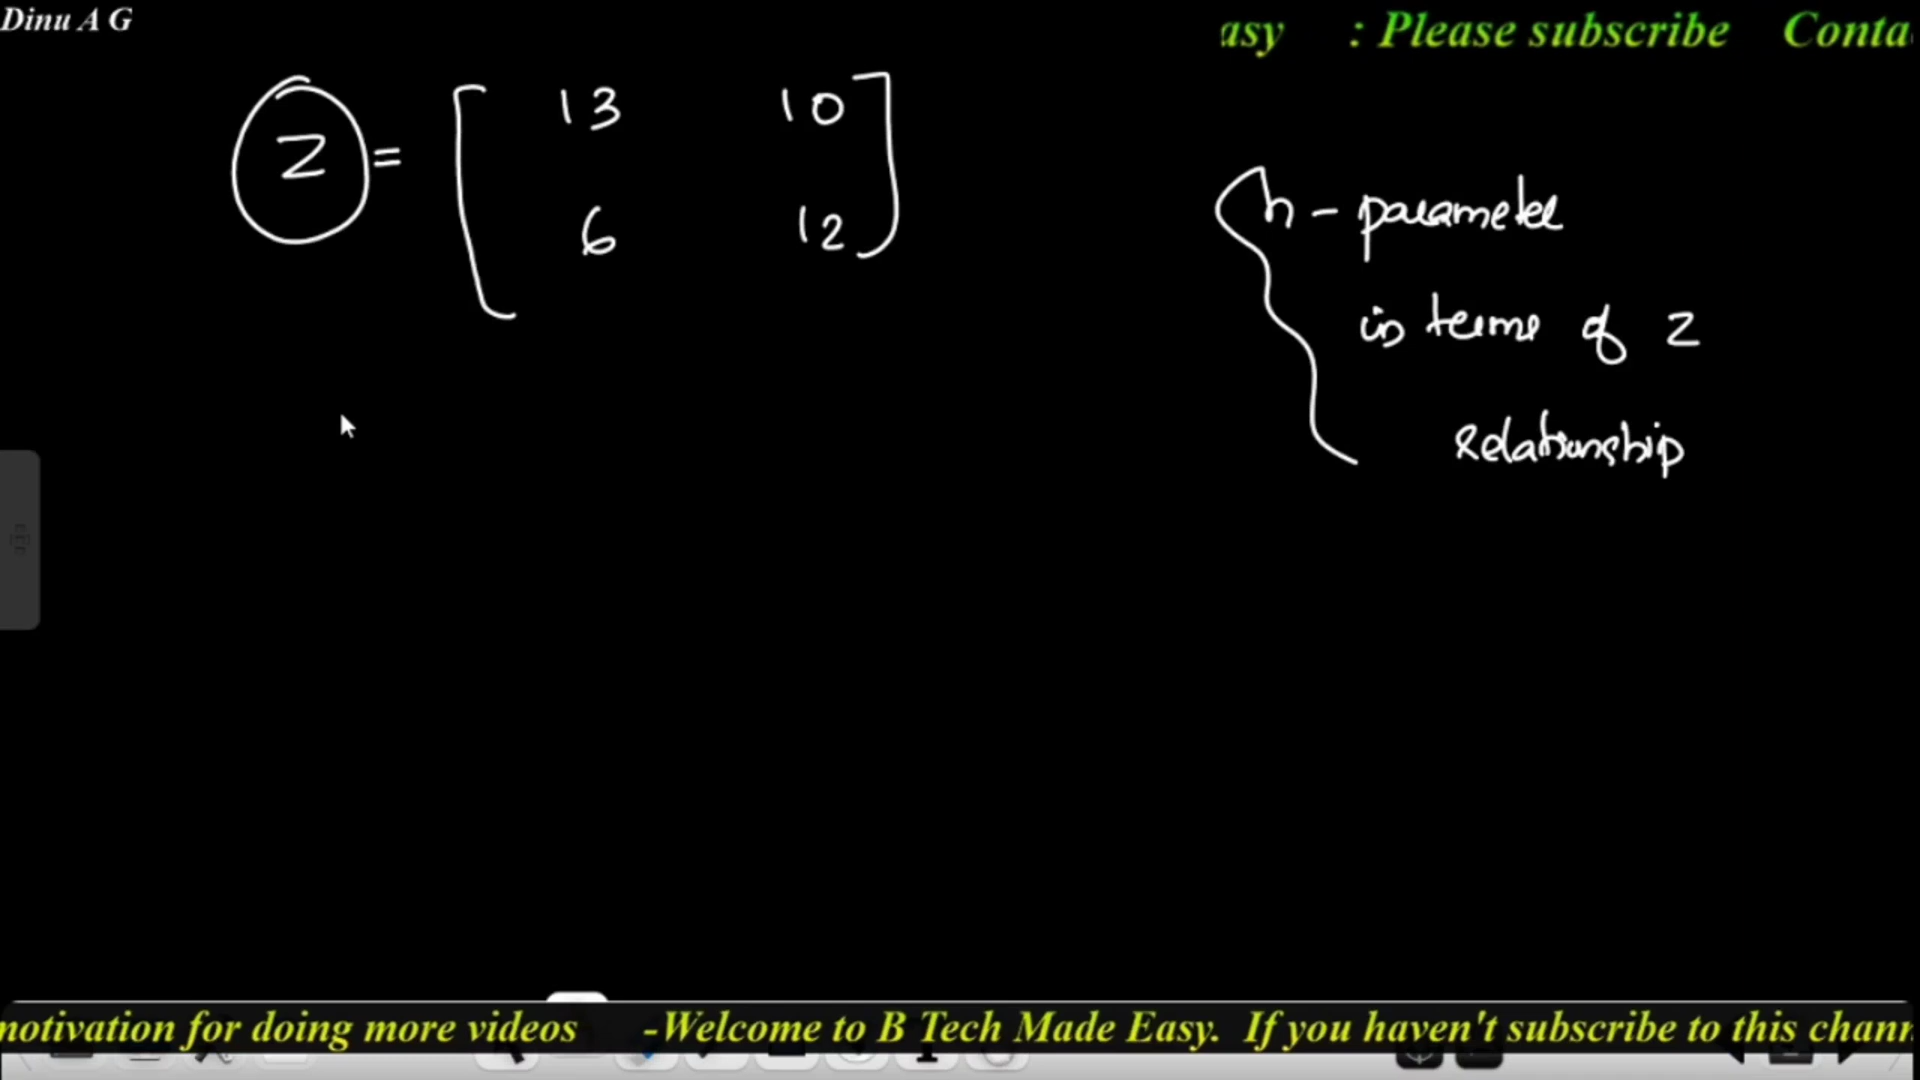 Dinu A G
asy : Please subscribe Conta
Z = [ 13 10
6 12 ]
h - parameter
in terms of Z
Relationship
motivation for doing more videos -Welcome to B Tech Made Easy. If you haven't subscribe to this chann